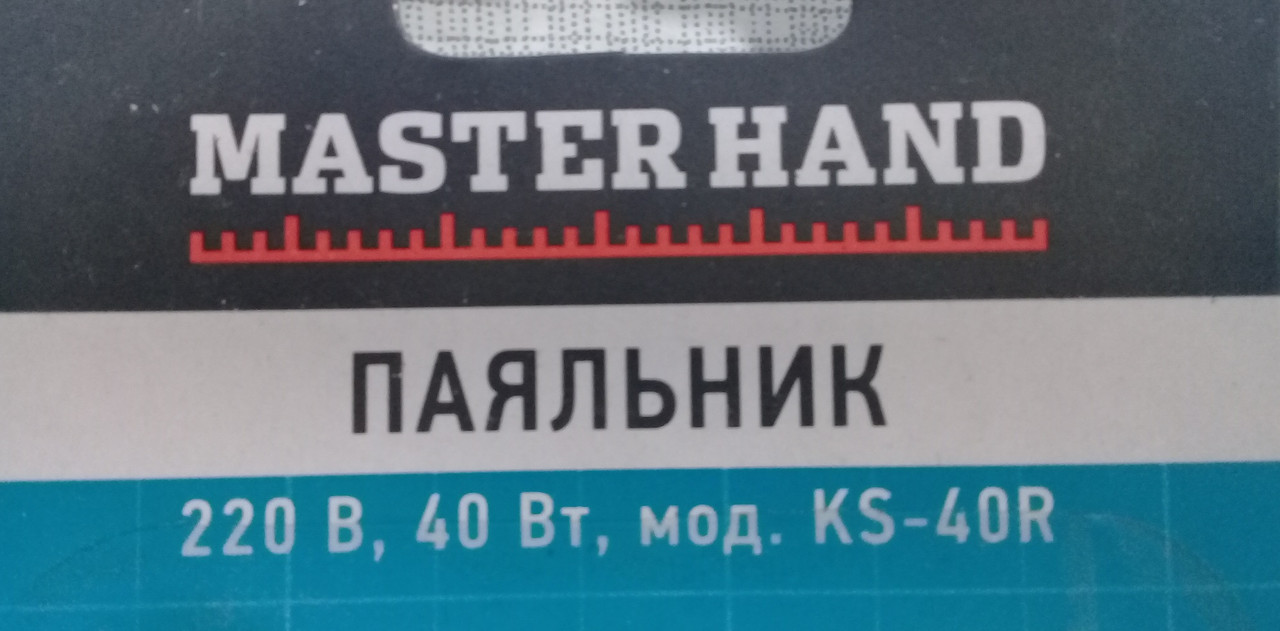 MASTER HAND
ПАЯЛЬНИК
220 В, 40 Вт, мод. KS-40R